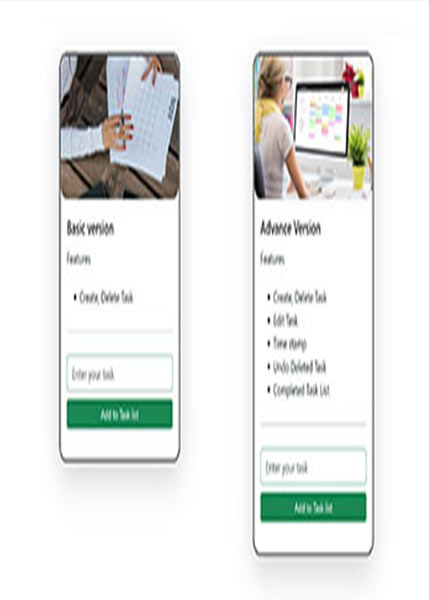 Basic version
Features
Create, Delete Task
Enter your task
Add to Task list
Advance Version
Features
Create, Delete Task
Edit Task
Time stamp
Undo Deleted Task
Completed Task List
Enter your task
Add to Task list